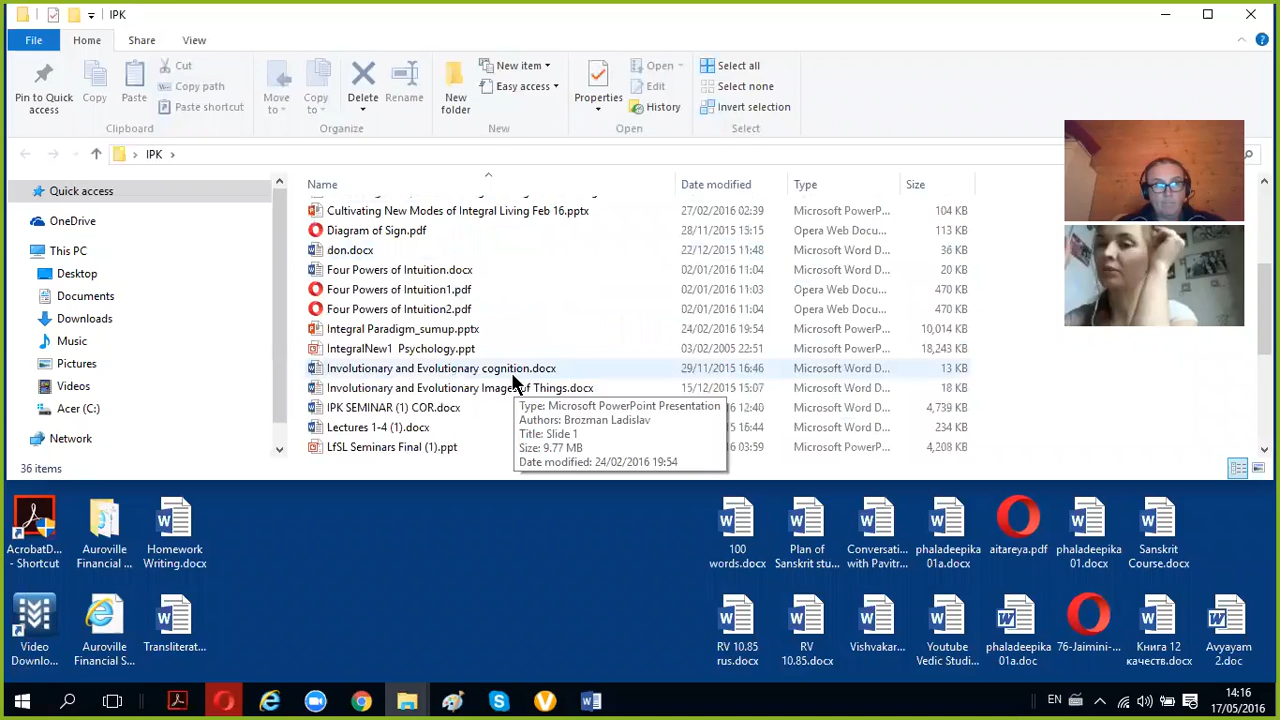 IPK
File Home Share View
Pin to Quick access
Copy
Paste
Cut
Copy path
Paste shortcut
Clipboard
Move to
Copy to
Delete
Rename
Organize
New folder
New item
Easy access
New
Properties
Open
Edit
History
Open
Select all
Select none
Invert selection
Select
IPK
Quick access
OneDrive
This PC
Desktop
Documents
Downloads
Music
Pictures
Videos
Acer (C:)
Network
Name Date modified Type Size
Cultivating New Modes of Integral Living Feb 16.pptx 27/02/2016 02:39 Microsoft PowerP... 104 KB
Diagram of Sign.pdf 28/11/2015 13:15 Opera Web Docu... 113 KB
don.docx 22/12/2015 11:48 Microsoft Word D... 36 KB
Four Powers of Intuition.docx 02/01/2016 11:04 Microsoft Word D... 20 KB
Four Powers of Intuition1.pdf 02/01/2016 11:03 Opera Web Docu... 470 KB
Four Powers of Intuition2.pdf 02/01/2016 11:04 Opera Web Docu... 470 KB
Integral Paradigm_sumup.pptx 24/02/2016 19:54 Microsoft PowerP... 10,014 KB
IntegralNew1 Psychology.ppt 03/02/2005 22:51 Microsoft PowerP... 18,243 KB
Involutionary and Evolutionary cognition.docx 29/11/2015 16:46 Microsoft Word D... 13 KB
Involutionary and Evolutionary Images of Things.docx 15/12/2015 15:07 Microsoft Word D... 18 KB
IPK SEMINAR (1) COR.docx 12:40 Microsoft Word D... 4,739 KB
Lectures 1-4 (1).docx 16:44 Microsoft Word D... 234 KB
LfSL Seminars Final (1).ppt 03:59 Microsoft PowerP... 4,208 KB
Type: Microsoft PowerPoint Presentation
Authors: Brozman Ladislav
Title: Slide 1
Size: 9.77 MB
Date modified: 24/02/2016 19:54
36 items
AcrobatD... - Shortcut
Auroville Financial ...
Homework Writing.docx
100 words.docx
Plan of Sanskrit stu...
Conversati... with Pavitr...
phaladeepika 01a.docx
aitareya.pdf
phaladeepika 01.docx
Sanskrit Course.docx
Video Downlo...
Auroville Financial S...
Transliterat...
RV 10.85 rus.docx
RV 10.85.docx
Vishvakar...
Youtube Vedic Studi...
phaladeepika 01a.doc
76-Jaimini-...
Книга 12 качеств.docx
Avyayam 2.doc
EN
14:16
17/05/2016